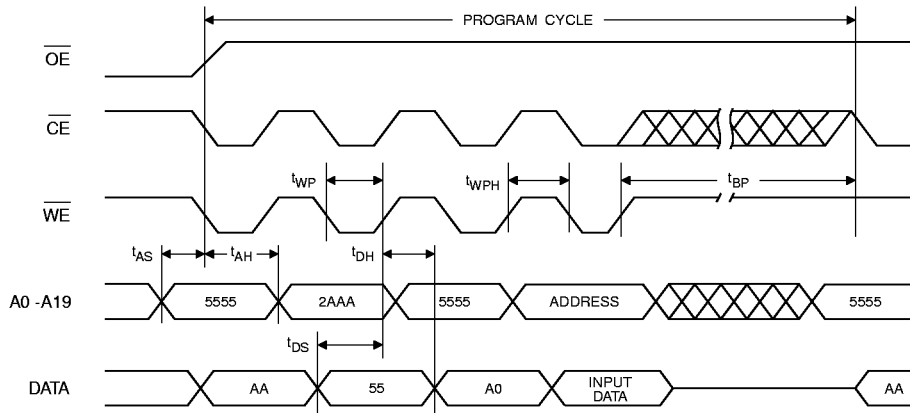 PROGRAM CYCLE
OE
CE
tWP
tWPH
tBP
WE
tAS
tAH
tDH
A0 -A19
5555
2AAA
5555
ADDRESS
5555
tDS
DATA
AA
55
A0
INPUT
DATA
AA